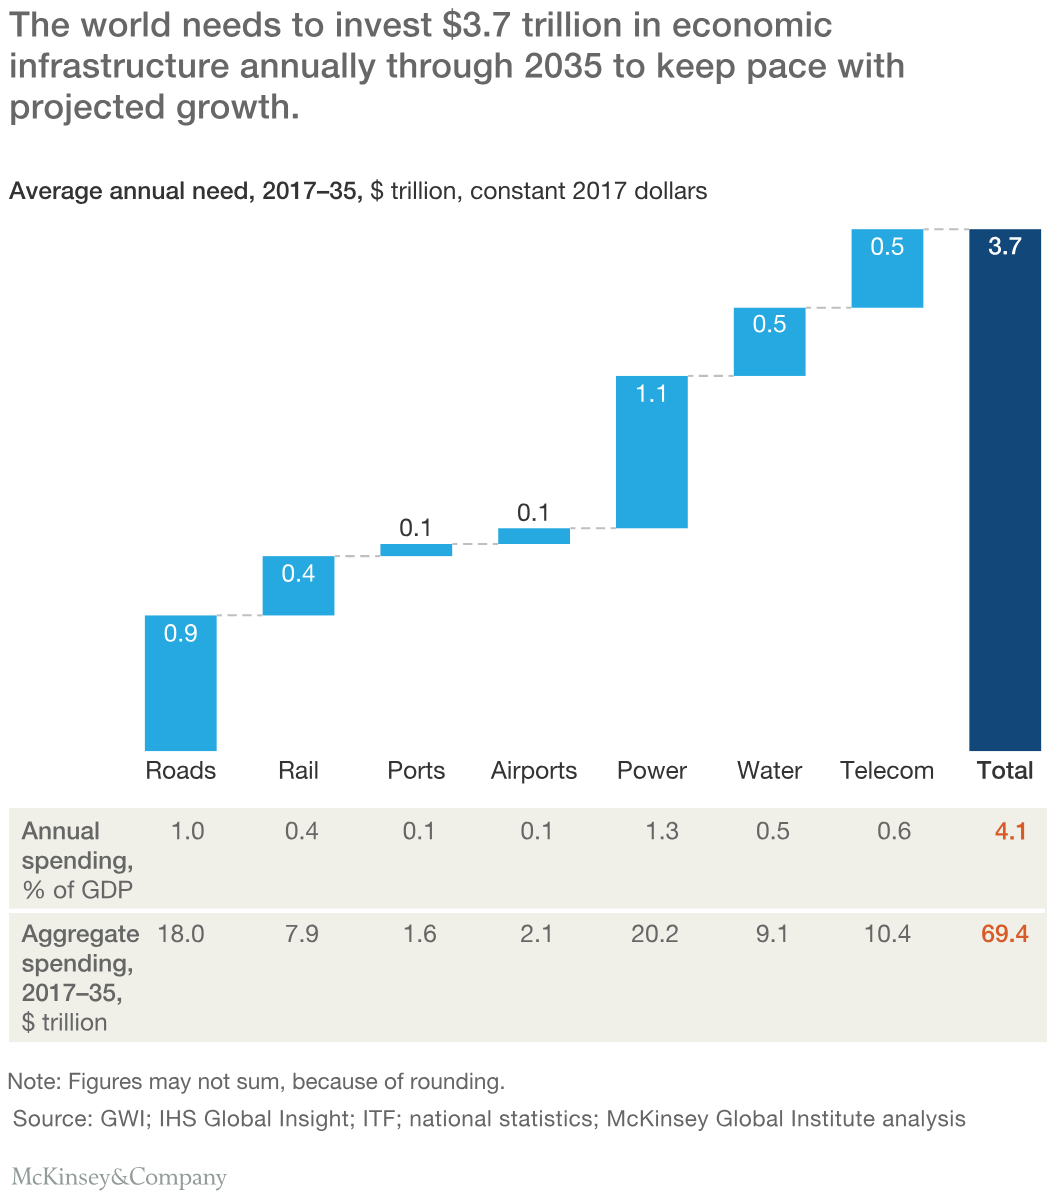 The world needs to invest $3.7 trillion in economic
infrastructure annually through 2035 to keep pace with
projected growth.
Average annual need, 2017–35, $ trillion, constant 2017 dollars
0.5 3.7
0.5
1.1
0.1 0.1
0.4
0.9
Roads Rail Ports Airports Power Water Telecom Total
Annual 1.0 0.4 0.1 0.1 1.3 0.5 0.6 4.1
spending,
% of GDP
Aggregate 18.0 7.9 1.6 2.1 20.2 9.1 10.4 69.4
spending,
2017–35,
$ trillion
Note: Figures may not sum, because of rounding.
Source: GWI; IHS Global Insight; ITF; national statistics; McKinsey Global Institute analysis
McKinsey&Company